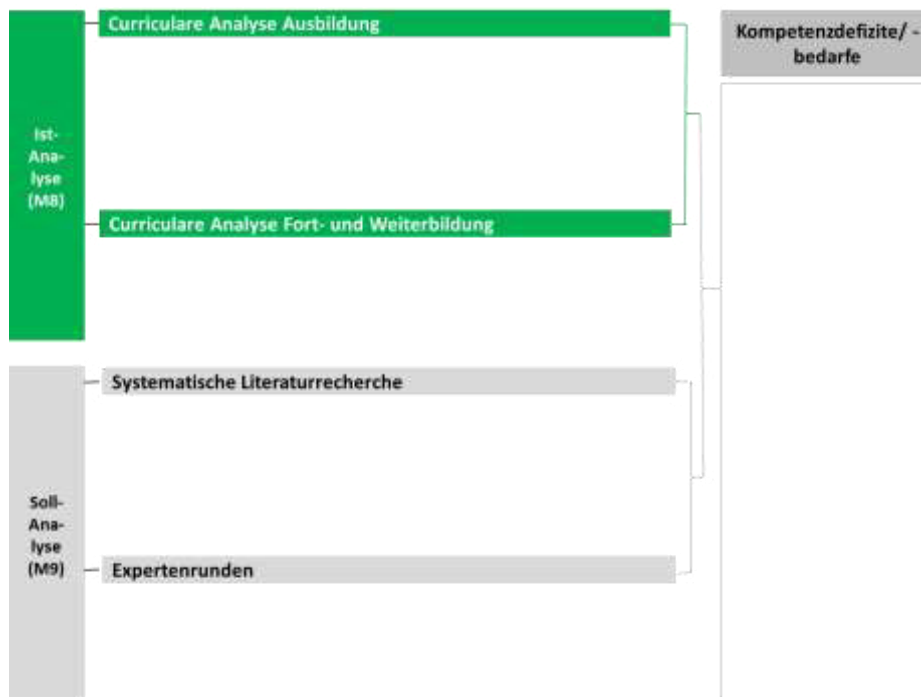 Curriculare Analyse Ausbildung
Ist-
Ana-
lyse
(M8)
Curriculare Analyse Fort- und Weiterbildung
Systematische Literaturrecherche
Soll-
Ana-
lyse
(M9)
Expertenrunden
Kompetenzdefizite/ -
bedarfe